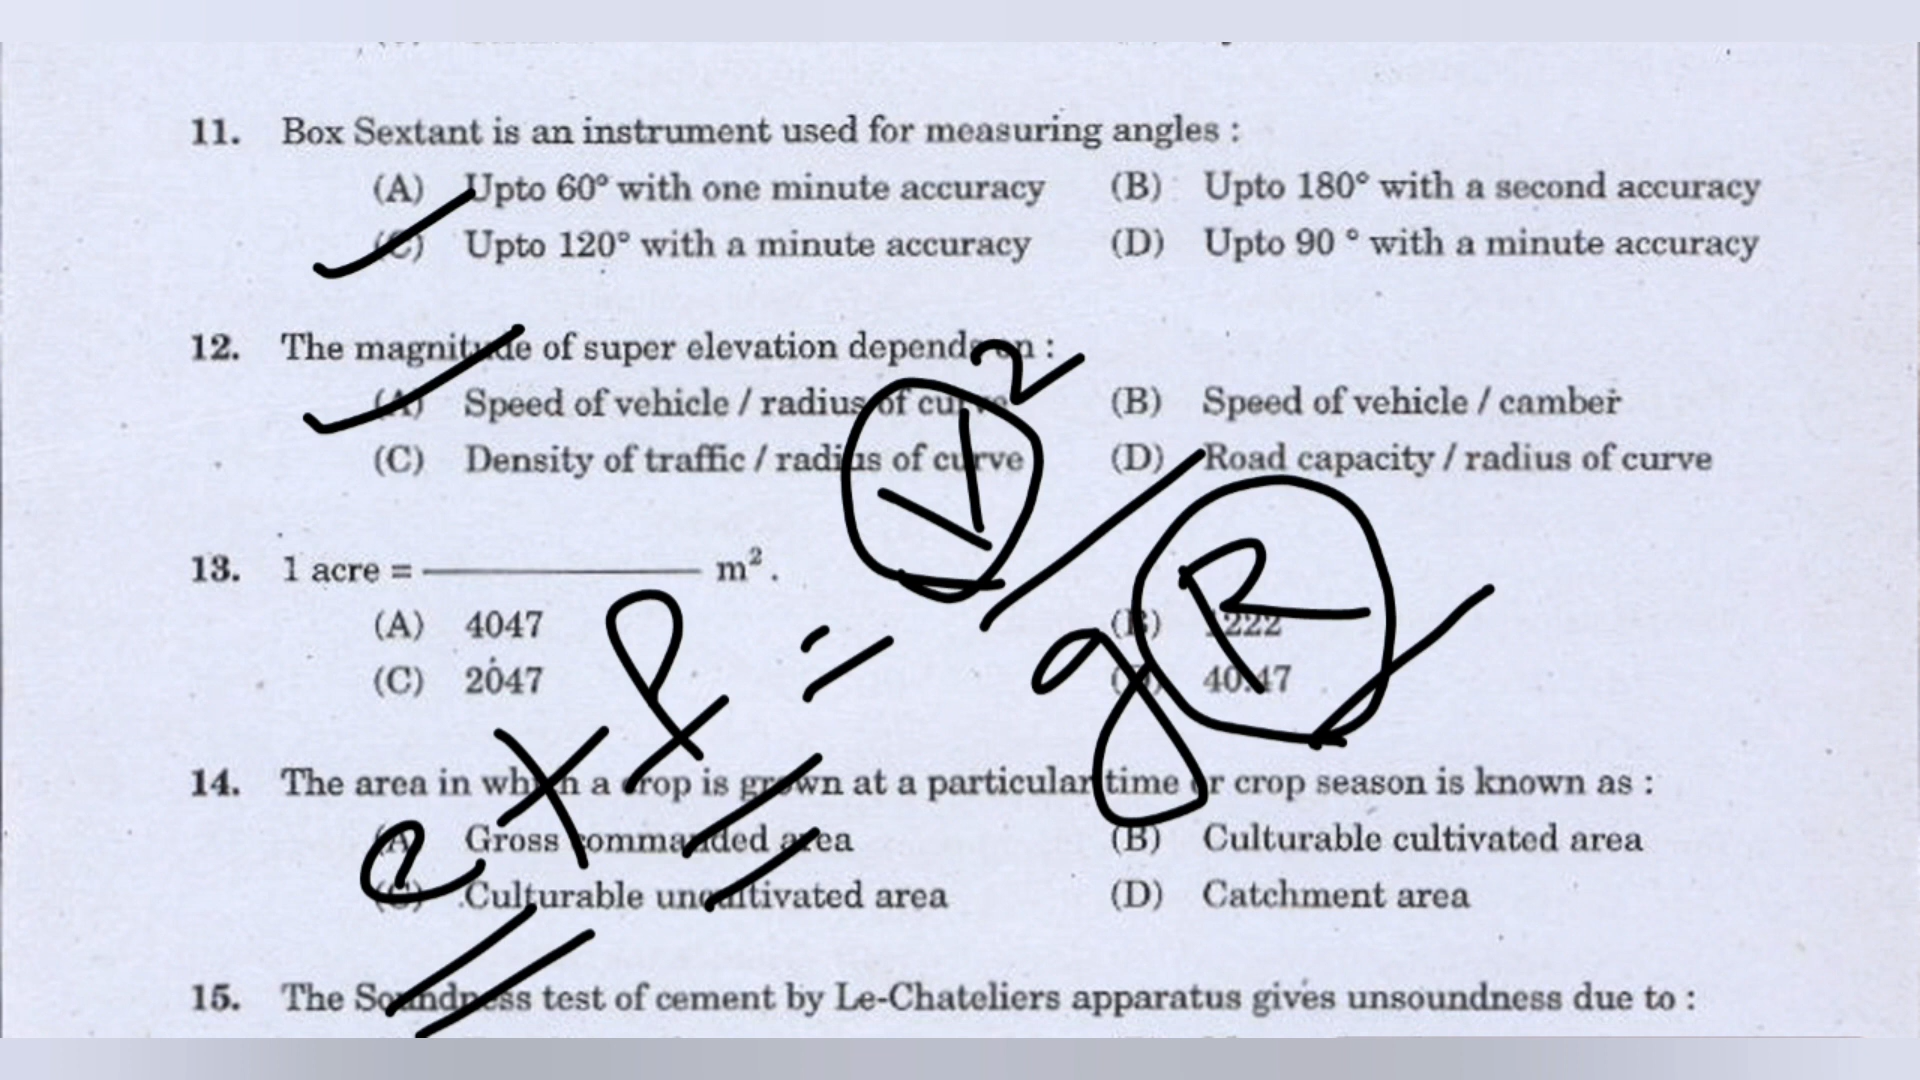 11. Box Sextant is an instrument used for measuring angles :
(A) Upto 60° with one minute accuracy (B) Upto 180° with a second accuracy
(C) Upto 120° with a minute accuracy (D) Upto 90 ° with a minute accuracy
12. The magnitude of super elevation depends on :
(A) Speed of vehicle / radius of curve (B) Speed of vehicle / camber
(C) Density of traffic / radius of curve (D) Road capacity / radius of curve
13. 1 acre = ———— m².
(A) 4047 (B) 1222
(C) 2047 (D) 40.47
e + f = V² / gR
14. The area in which a crop is grown at a particular time or crop season is known as :
(A) Gross commanded area (B) Culturable cultivated area
(C) Culturable uncultivated area (D) Catchment area
15. The Soundness test of cement by Le-Chateliers apparatus gives unsoundness due to :